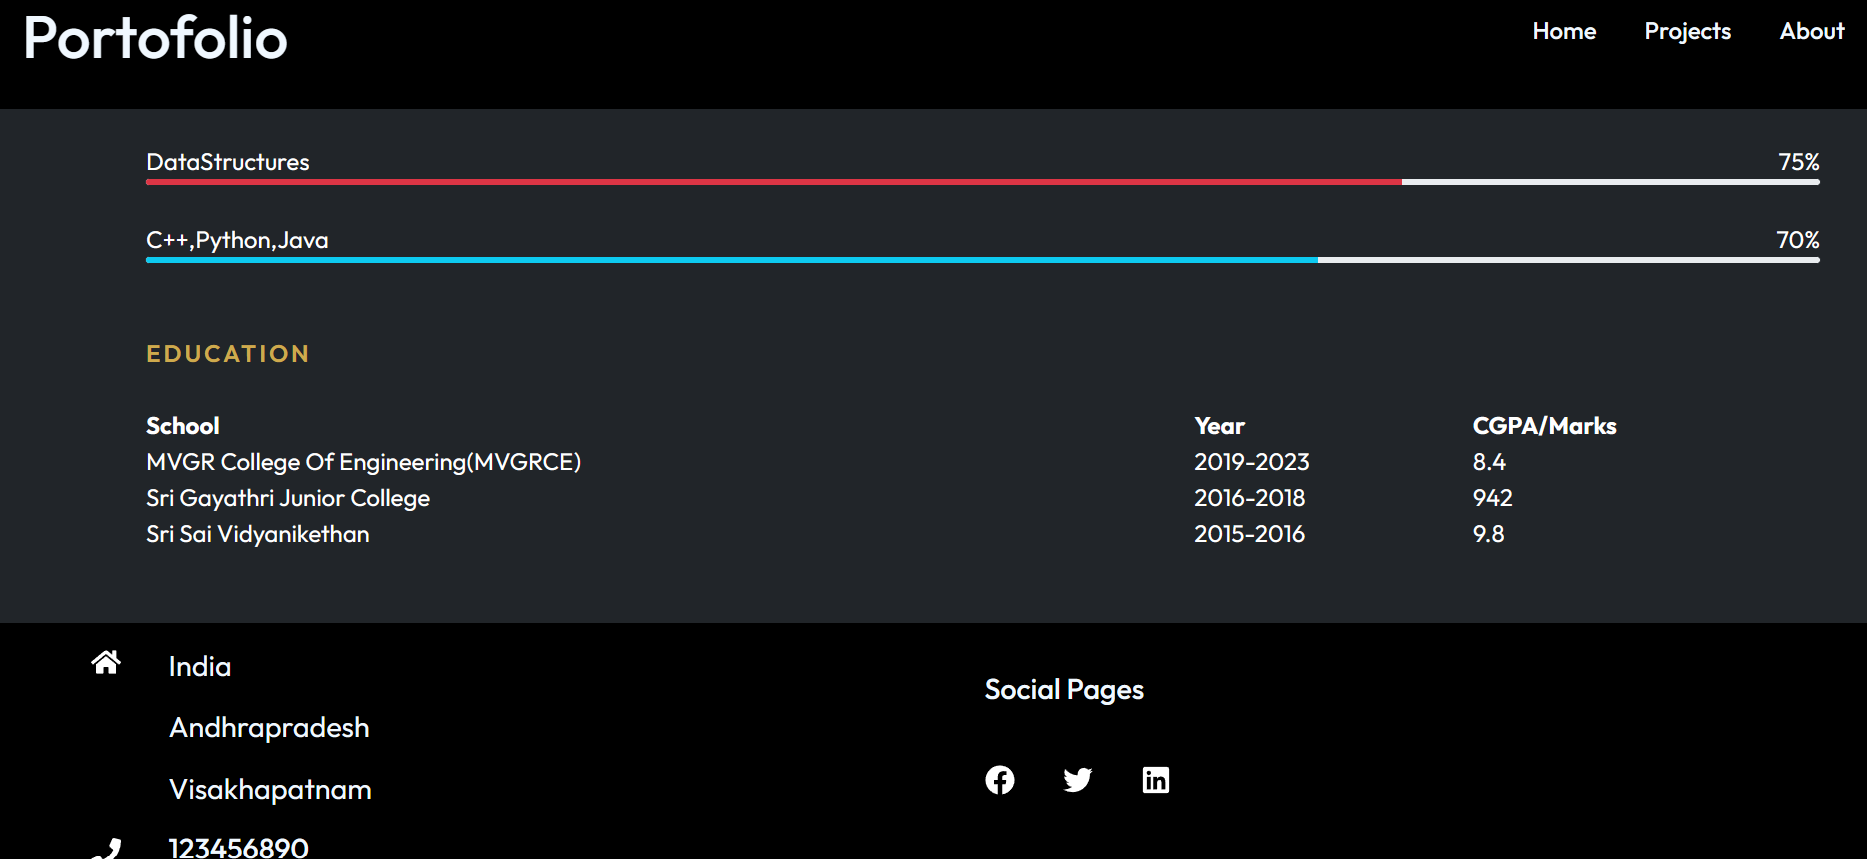 Portofolio
Home Projects About
DataStructures 75%
C++,Python,Java 70%
EDUCATION
School Year CGPA/Marks
MVGR College Of Engineering(MVGRCE) 2019-2023 8.4
Sri Gayathri Junior College 2016-2018 942
Sri Sai Vidyanikethan 2015-2016 9.8
India
Social Pages
Andhrapradesh
Visakhapatnam
123456890